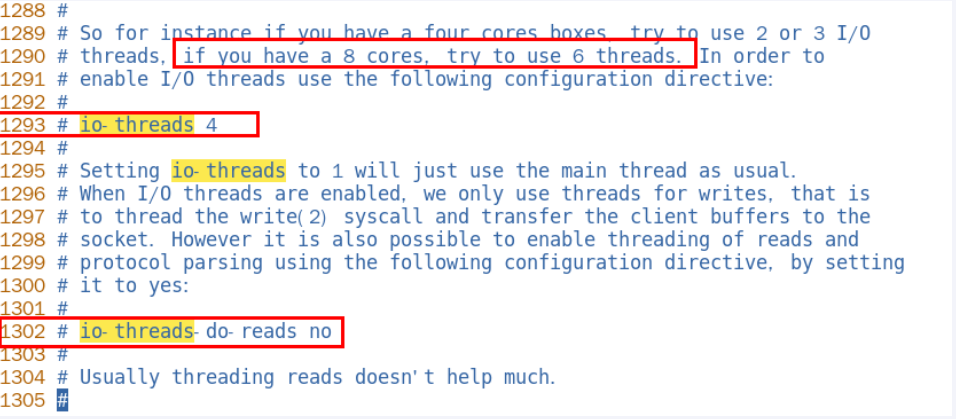 1288 #
1289 # So for instance if you have a four cores boxes, try to use 2 or 3 I/O
1290 # threads, if you have a 8 cores, try to use 6 threads. In order to
1291 # enable I/O threads use the following configuration directive:
1292 #
1293 # io-threads 4
1294 #
1295 # Setting io-threads to 1 will just use the main thread as usual.
1296 # When I/O threads are enabled, we only use threads for writes, that is
1297 # to thread the write(2) syscall and transfer the client buffers to the
1298 # socket. However it is also possible to enable threading of reads and
1299 # protocol parsing using the following configuration directive, by setting
1300 # it to yes:
1301 #
1302 # io-threads-do-reads no
1303 #
1304 # Usually threading reads doesn't help much.
1305 #